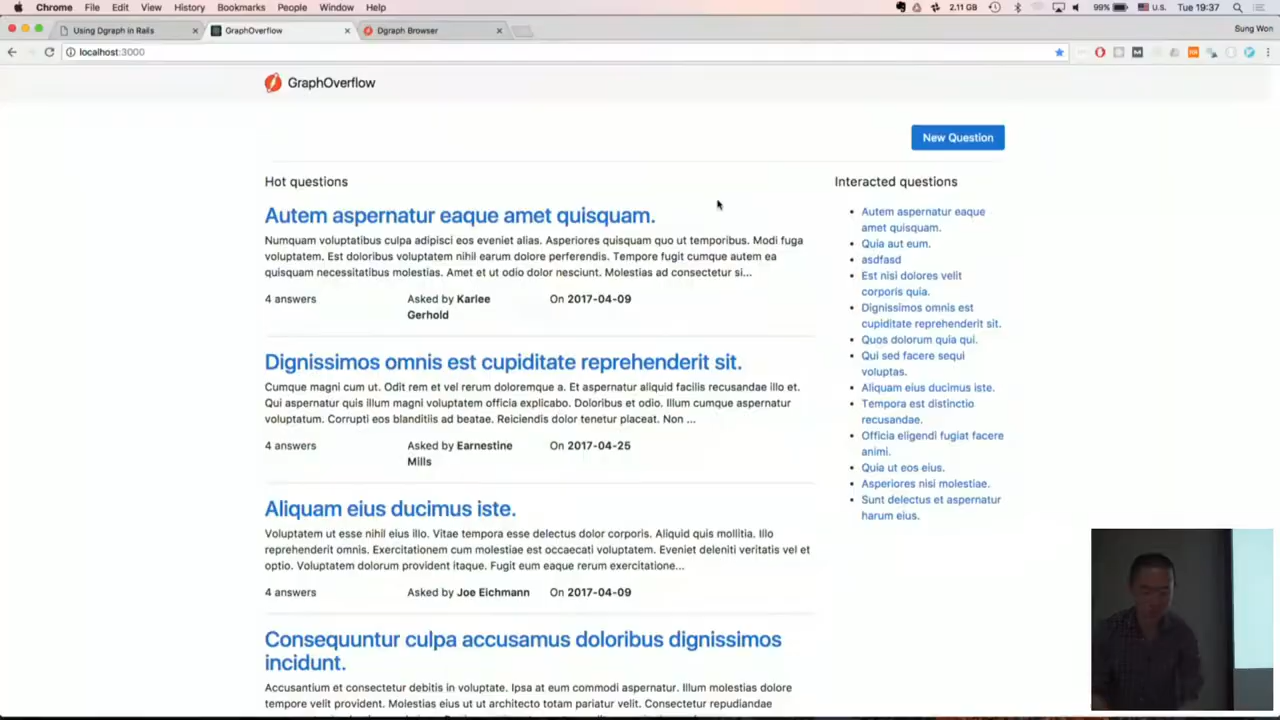 Chrome File Edit View History Bookmarks People Window Help 2.11 GB 99% U.S. Tue 19:37
Using Dgraph in Rails GraphOverflow Dgraph Browser Sung Won
localhost:3000
GraphOverflow
New Question
Hot questions
Autem aspernatur eaque amet quisquam.
Numquam voluptatibus culpa adipisci eos eveniet alias. Asperiores quisquam quo ut temporibus. Modi fuga
voluptatem. Est doloribus voluptatem nihil earum dolore perferendis. Tempore fugit cumque autem ea
quisquam necessitatibus molestias. Amet et ut odio dolor nesciunt. Molestias ad consectetur si...
4 answers Asked by Karlee On 2017-04-09
Gerhold
Dignissimos omnis est cupiditate reprehenderit sit.
Cumque magni cum ut. Odit rem et vel rerum doloremque a. Et aspernatur aliquid facilis recusandae illo et.
Qui aspernatur quis illum magni voluptatem officia explicabo. Doloribus et odio. Illum cumque aspernatur
voluptatum. Corrupti eos blanditiis ad beatae. Reiciendis dolor tenetur placeat. Non ...
4 answers Asked by Earnestine On 2017-04-25
Mills
Aliquam eius ducimus iste.
Voluptatem ut esse nihil eius illo. Vitae tempora esse delectus dolor corporis. Aliquid quis mollitia. Illo
reprehenderit omnis. Exercitationem cum molestiae est occaecati voluptatem. Eveniet deleniti veritatis vel et
optio. Voluptatem dolorum provident itaque. Fugit eum eaque rerum exercitatione...
4 answers Asked by Joe Eichmann On 2017-04-09
Consequuntur culpa accusamus doloribus dignissimos
incidunt.
Accusantium et consectetur debitis in voluptate. Ipsa at eum commodi aspernatur. Illum molestias dolore
tempore velit provident. Molestias eius ut ut architecto totam pariatur velit. Consectetur repudiandae
Interacted questions
Autem aspernatur eaque
amet quisquam.
Quia aut eum.
asdfasd
Est nisi dolores velit
corporis quia.
Dignissimos omnis est
cupiditate reprehenderit sit.
Quos dolorum quia qui.
Qui sed facere sequi
voluptas.
Aliquam eius ducimus iste.
Tempora est distinctio
recusandae.
Officia eligendi fugiat facere
animi.
Quia ut eos eius.
Asperiores nisi molestiae.
Sunt delectus et aspernatur
harum eius.